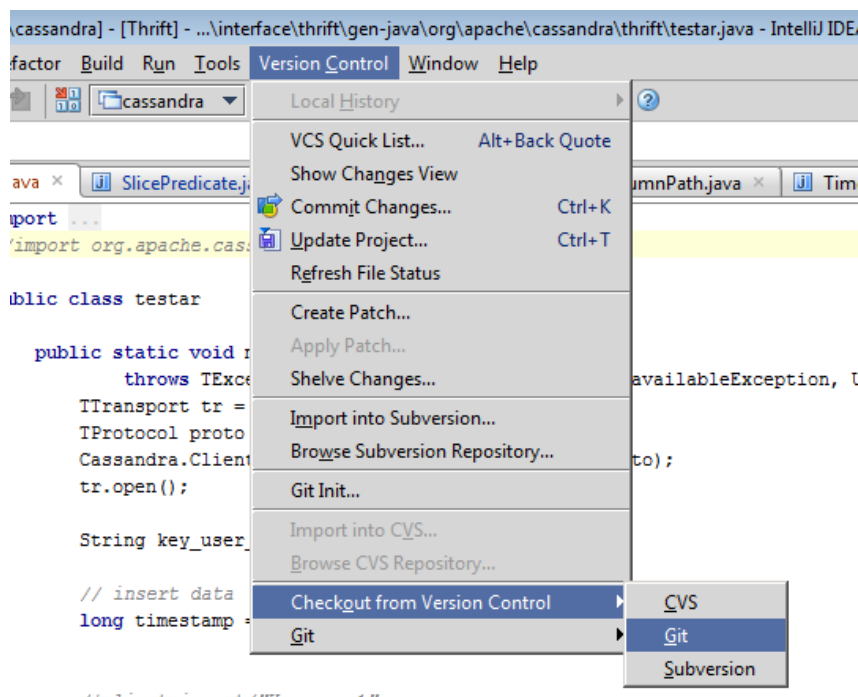 \cassandra] - [Thrift] - ...\interface\thrift\gen-java\org\apache\cassandra\thrift\testar.java - IntelliJ IDEA
efactor Build Run Tools Version Control Window Help
cassandra
Local History
VCS Quick List... Alt+Back Quote
Show Changes View
ava SlicePredicate.ja umnPath.java Tim
Commit Changes... Ctrl+K
import ...
Update Project... Ctrl+T
/import org.apache.cas
Refresh File Status
ublic class testar
Create Patch...
public static void
Apply Patch...
throws TExce availableException, U
Shelve Changes...
TTransport tr =
Import into Subversion...
TProtocol proto
Browse Subversion Repository...
Cassandra.Client to);
tr.open();
Git Init...
Import into CVS...
String key_user_
Browse CVS Repository...
// insert data
Checkout from Version Control CVS
long timestamp =
Git Git
Subversion